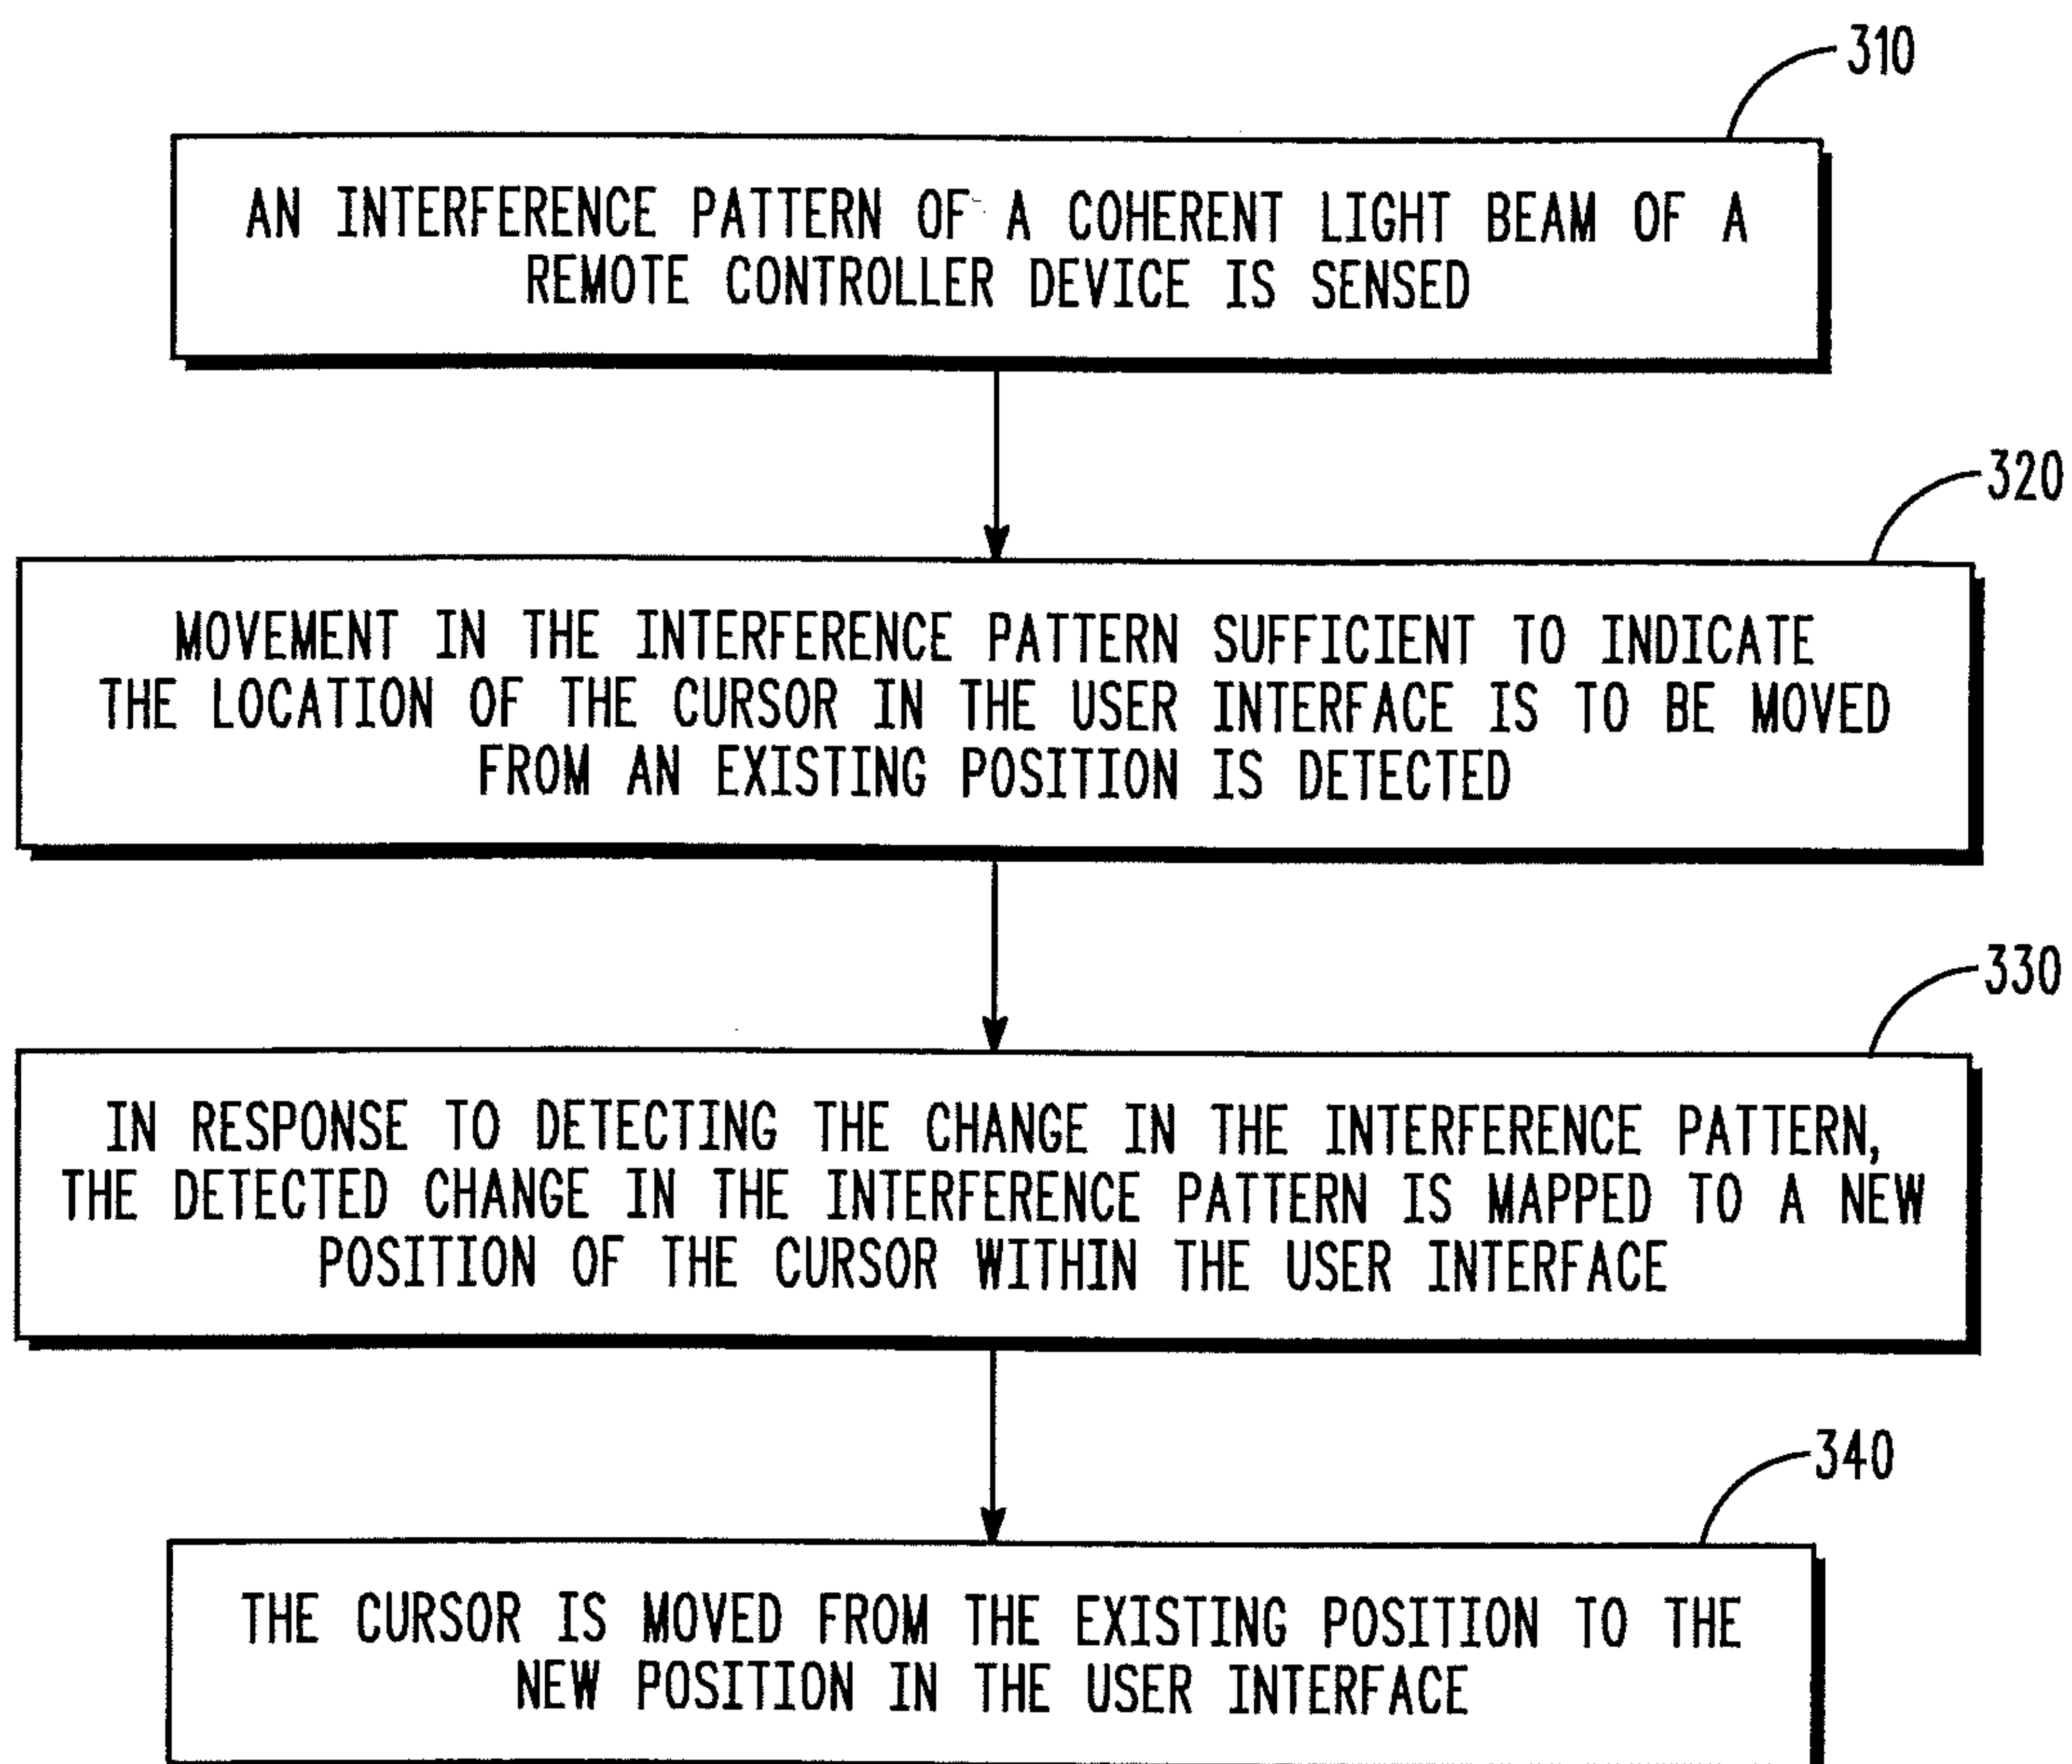 310
AN INTERFERENCE PATTERN OF A COHERENT LIGHT BEAM OF A
REMOTE CONTROLLER DEVICE IS SENSED
320
MOVEMENT IN THE INTERFERENCE PATTERN SUFFICIENT TO INDICATE
THE LOCATION OF THE CURSOR IN THE USER INTERFACE IS TO BE MOVED
FROM AN EXISTING POSITION IS DETECTED
330
IN RESPONSE TO DETECTING THE CHANGE IN THE INTERFERENCE PATTERN,
THE DETECTED CHANGE IN THE INTERFERENCE PATTERN IS MAPPED TO A NEW
POSITION OF THE CURSOR WITHIN THE USER INTERFACE
340
THE CURSOR IS MOVED FROM THE EXISTING POSITION TO THE
NEW POSITION IN THE USER INTERFACE